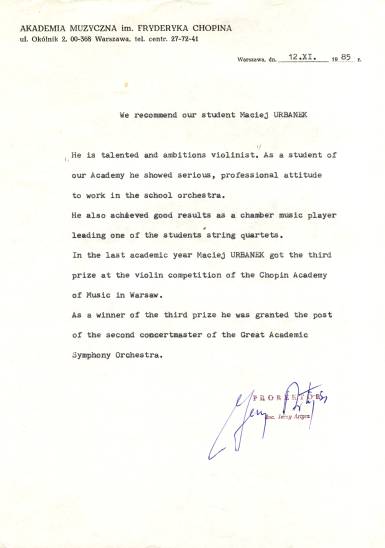 AKADEMIA MUZYCZNA im. FRYDERYKA CHOPINA
ul. Okólnik 2, 00-368 Warszawa, tel. centr. 27-72-41
Warszawa, dn. 12.XI. 1985 r.
We recommend our student Maciej URBANEK
He is talented and ambitions violinist. As a student of
our Academy he showed serious, professional attitude
to work in the school orchestra.
He also achieved good results as a chamber music player
leading one of the students' string quartets.
In the last academic year Maciej URBANEK got the third
prize at the violin competition of the Chopin Academy
of Music in Warsaw.
As a winner of the third prize he was granted the post
of the second concertmaster of the Great Academic
Symphony Orchestra.
PROREKTOR
Doc. Jerzy